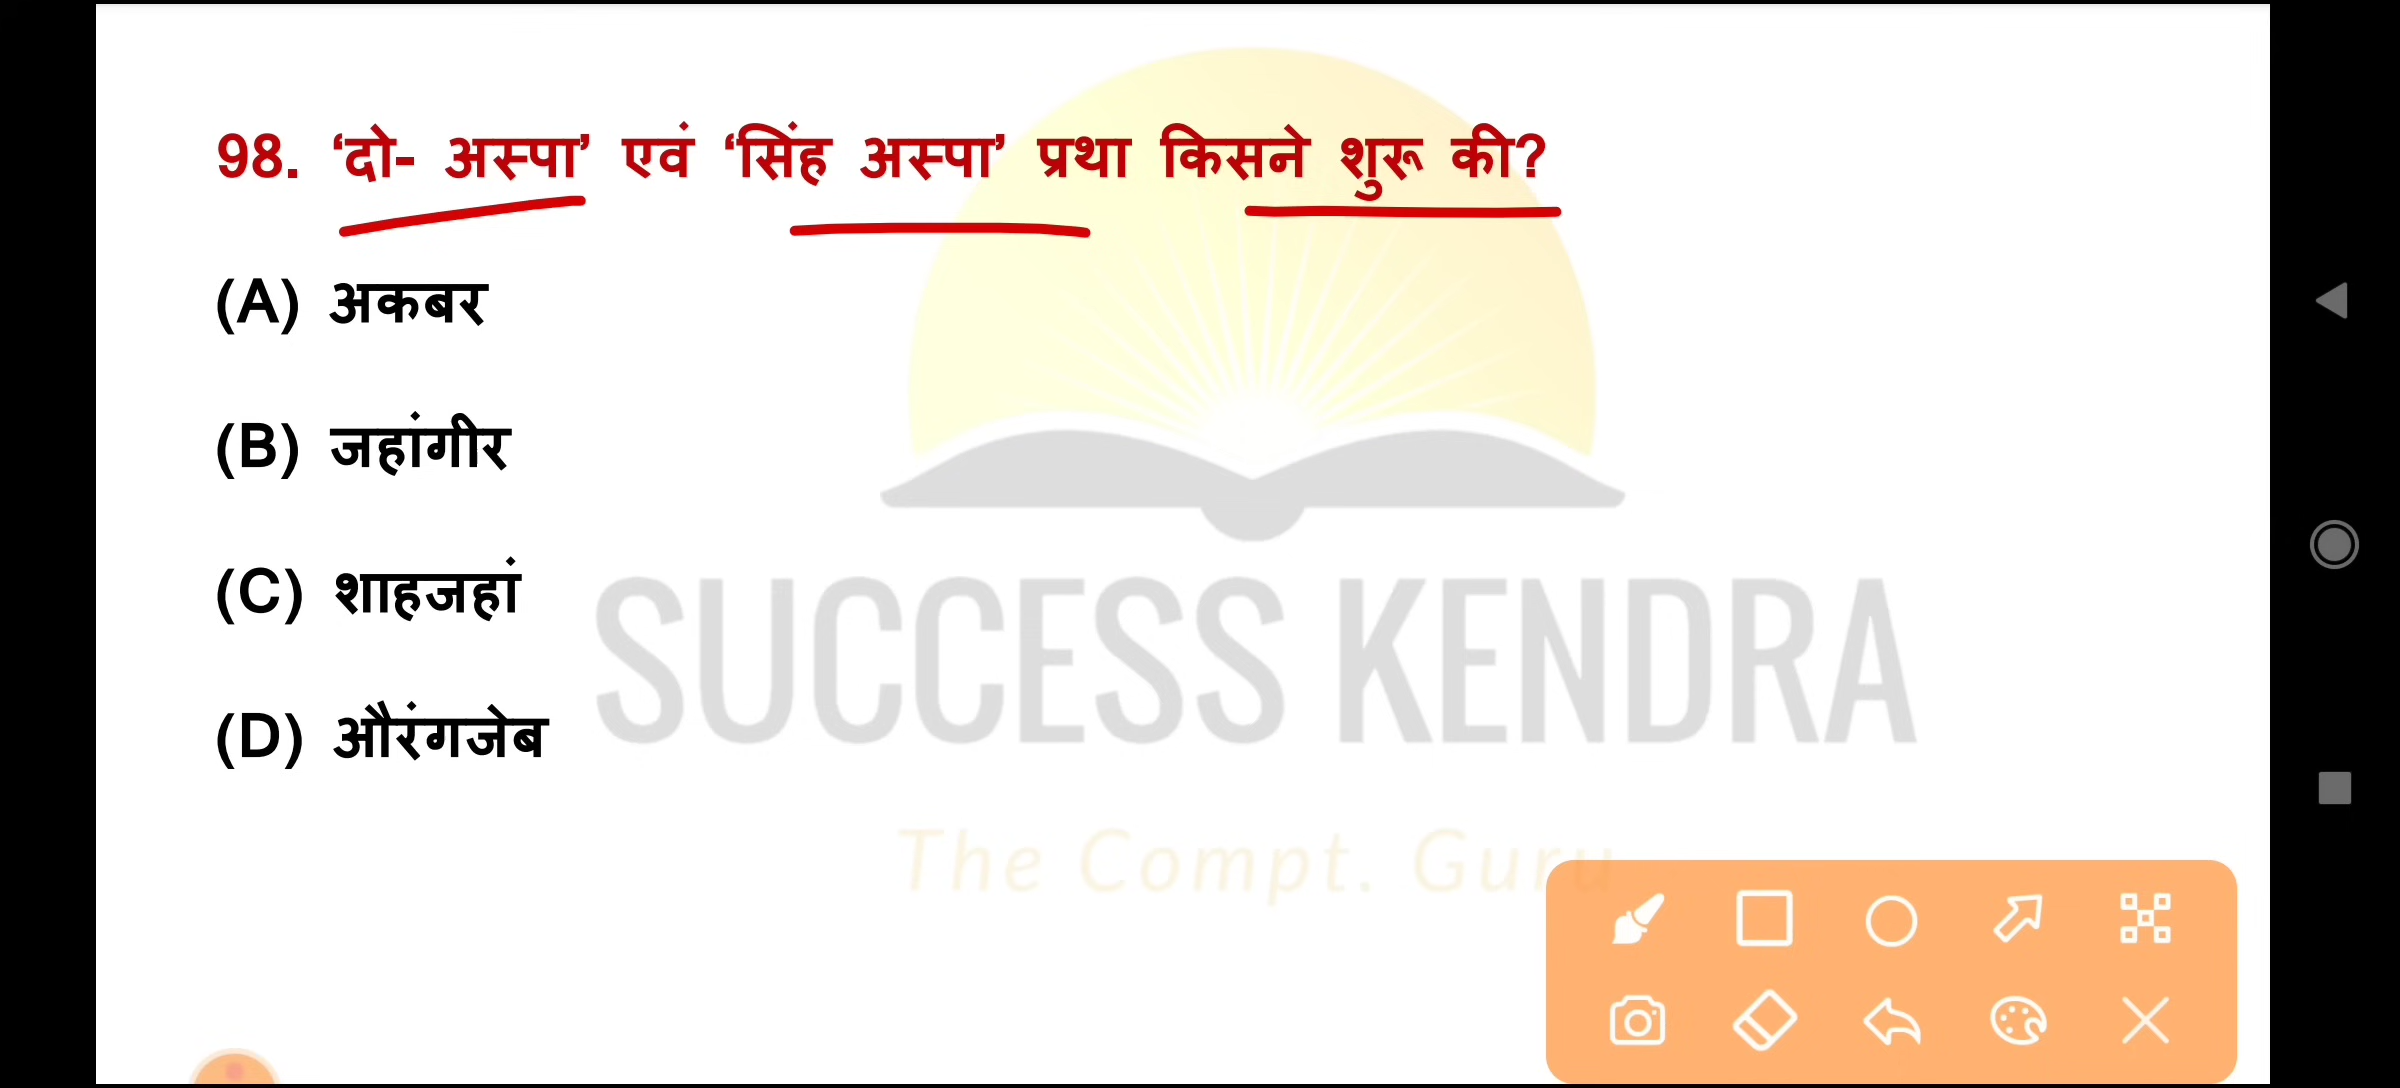 98. ‘दो- अस्पा’ एवं ‘सिंह अस्पा’ प्रथा किसने शुरू की?
(A) अकबर
(B) जहांगीर
(C) शाहजहां
(D) औरंगजेब
SUCCESS KENDRA
The Compt. Guru